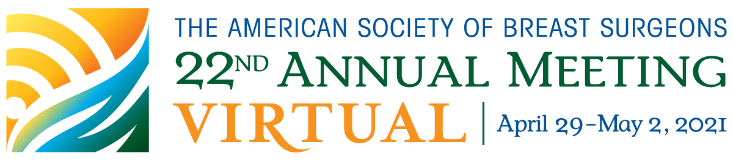 THE AMERICAN SOCIETY OF BREAST SURGEONS
22ND ANNUAL MEETING
VIRTUAL | April 29–May 2, 2021